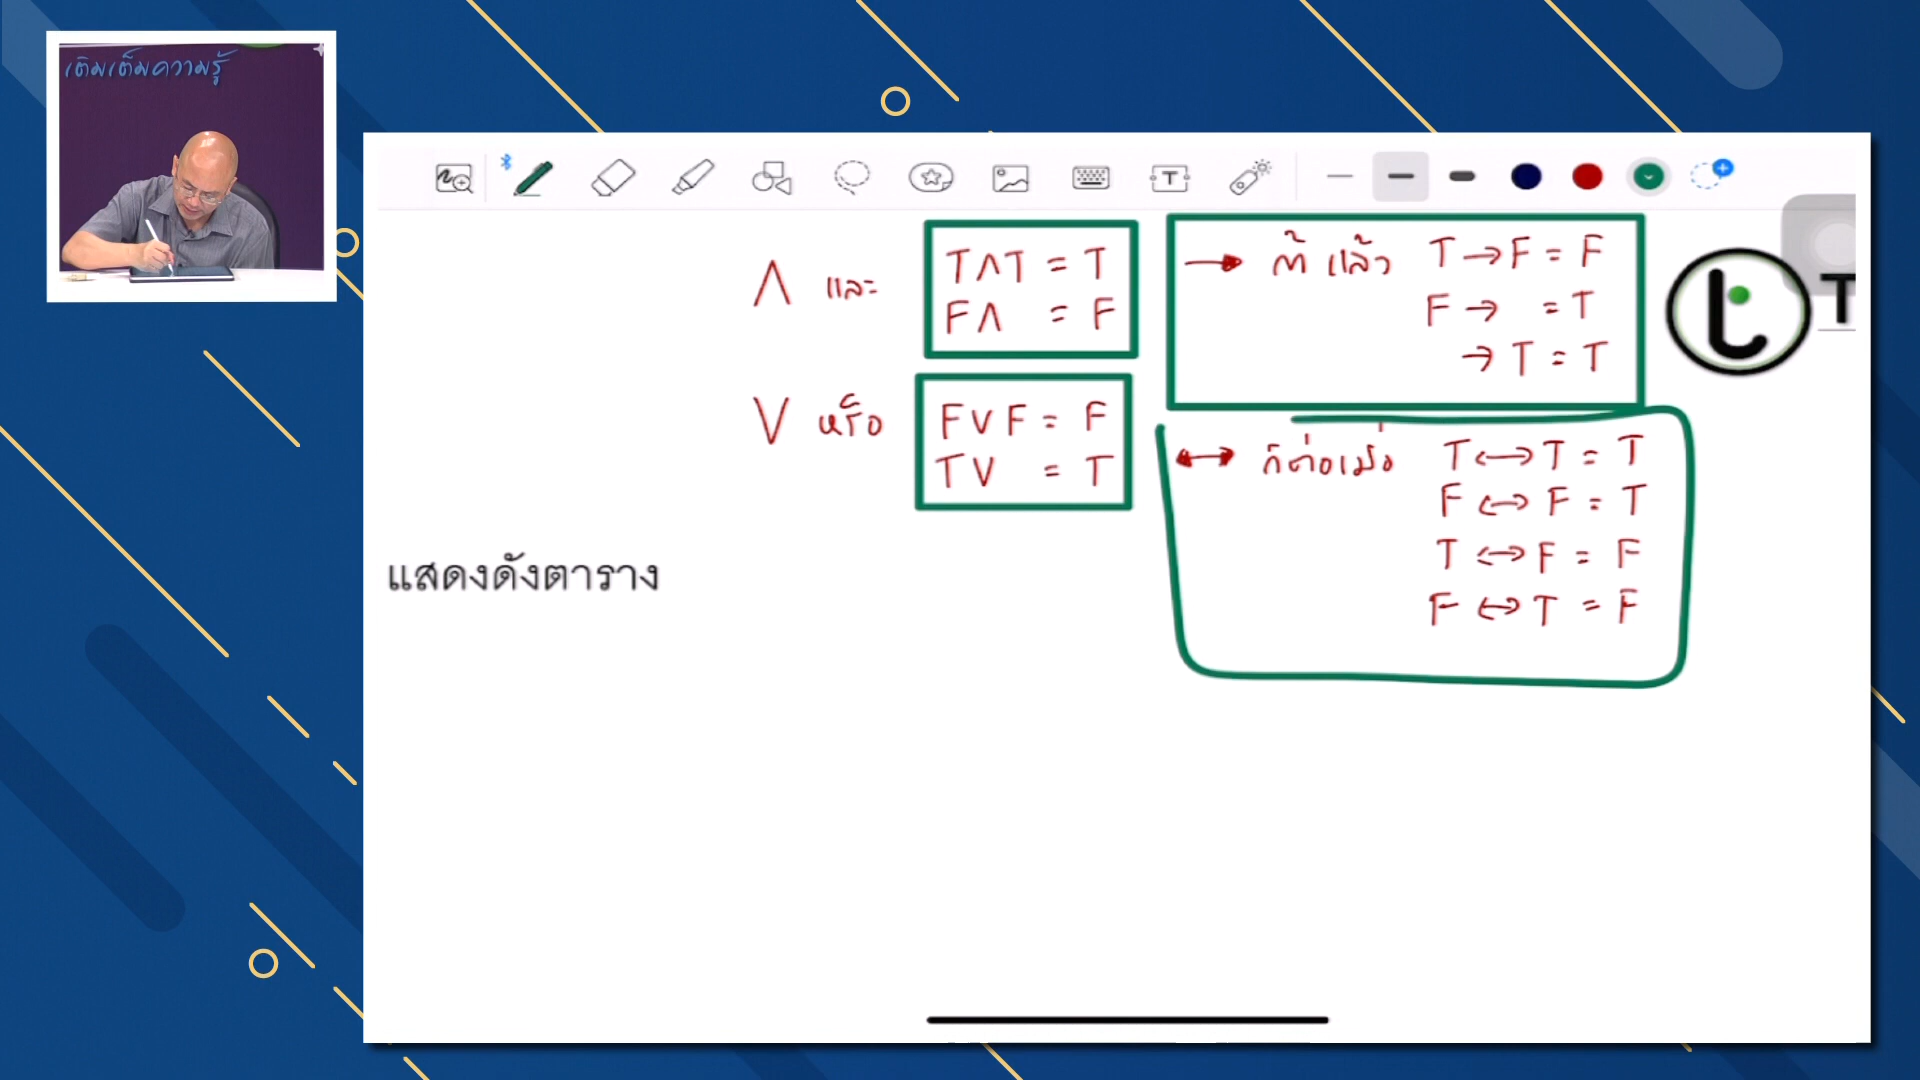 เติมเต็มความรู้
T
∧ และ
T∧T = T
F∧ = F
→ ถ้า แล้ว T→F = F
F→ = T
→T = T
t T
∨ หรือ
F∨F = F
T∨ = T
↔ ก็ต่อเมื่อ T↔T = T
F↔F = T
T↔F = F
F↔T = F
แสดงดังตาราง